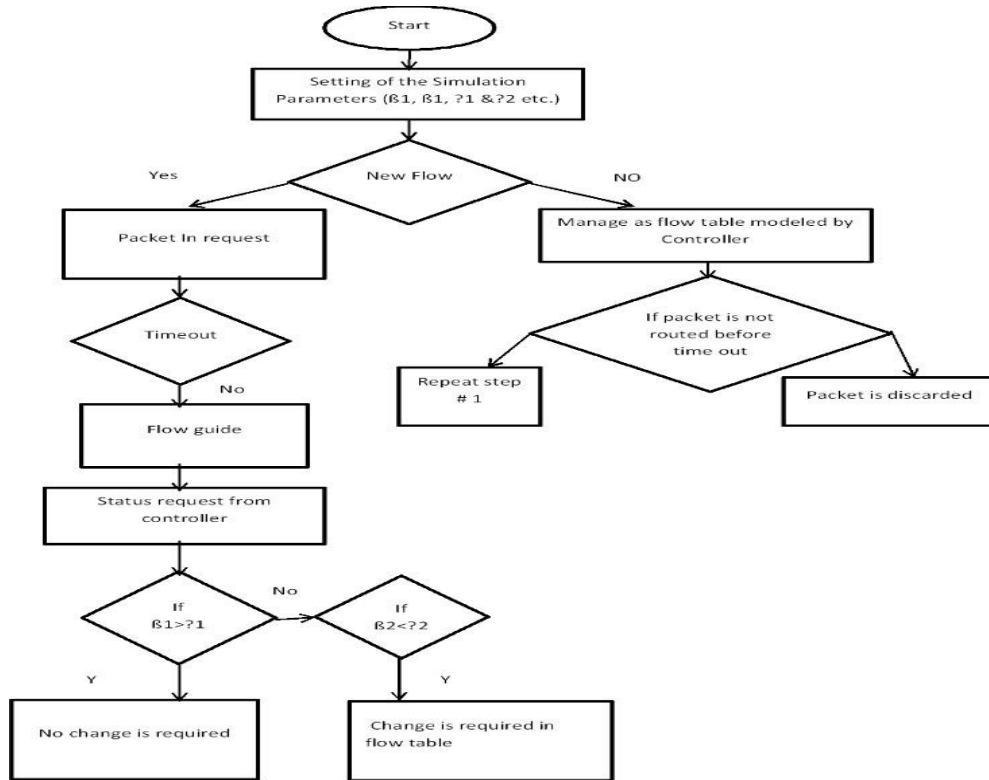 Start
Setting of the Simulation
Parameters (ß1, ß1, ?1 &?2 etc.)
New Flow
Yes
NO
Packet In request
Manage as flow table modeled by
Controller
Timeout
If packet is not
routed before
time out
No
Repeat step
# 1
Packet is discarded
Flow guide
Status request from
controller
If
ß1>?1
No
If
ß2<?2
Y
Y
No change is required
Change is required in
flow table